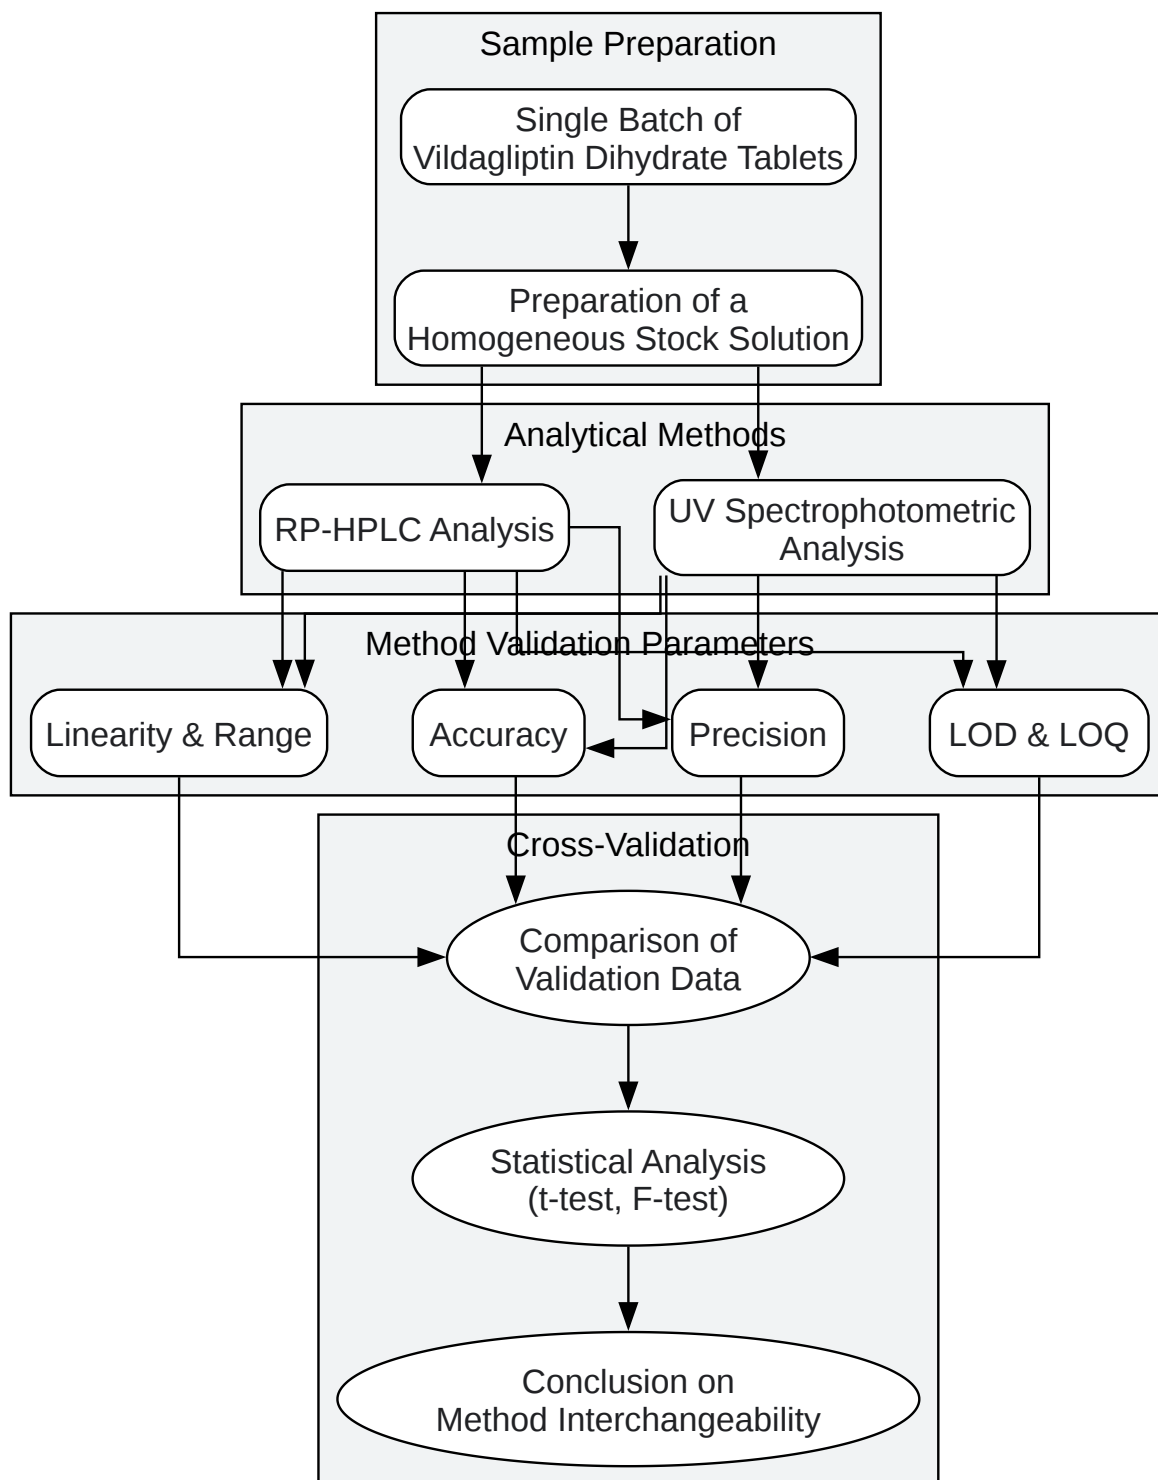 Sample Preparation
Single Batch of
Vildagliptin Dihydrate Tablets
Preparation of a
Homogeneous Stock Solution
Analytical Methods
RP-HPLC Analysis
UV Spectrophotometric
Analysis
Method Validation Parameters
Linearity & Range
Accuracy
Precision
LOD & LOQ
Cross-Validation
Comparison of
Validation Data
Statistical Analysis
(t-test, F-test)
Conclusion on
Method Interchangeability